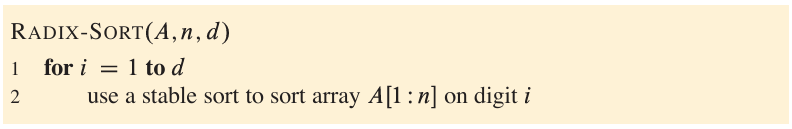 RADIX-SORT(A, n, d)
1 for i = 1 to d
2 use a stable sort to sort array A[1:n] on digit i